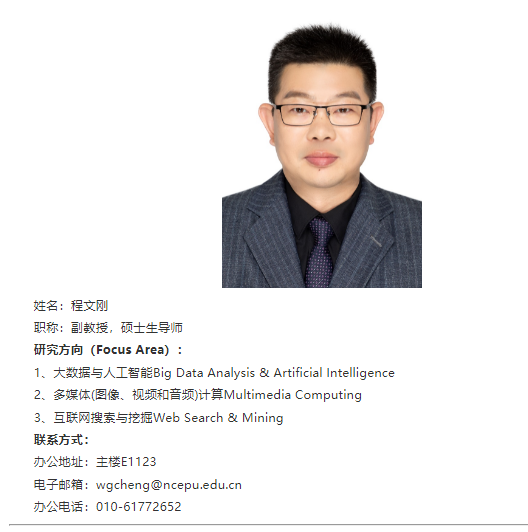 姓名：程文刚
职称：副教授，硕士生导师
研究方向（Focus Area）：
1、大数据与人工智能Big Data Analysis & Artificial Intelligence
2、多媒体(图像、视频和音频)计算Multimedia Computing
3、互联网搜索与挖掘Web Search & Mining
联系方式：
办公地址：主楼E1123
电子邮箱：wgcheng@ncepu.edu.cn
办公电话：010-61772652